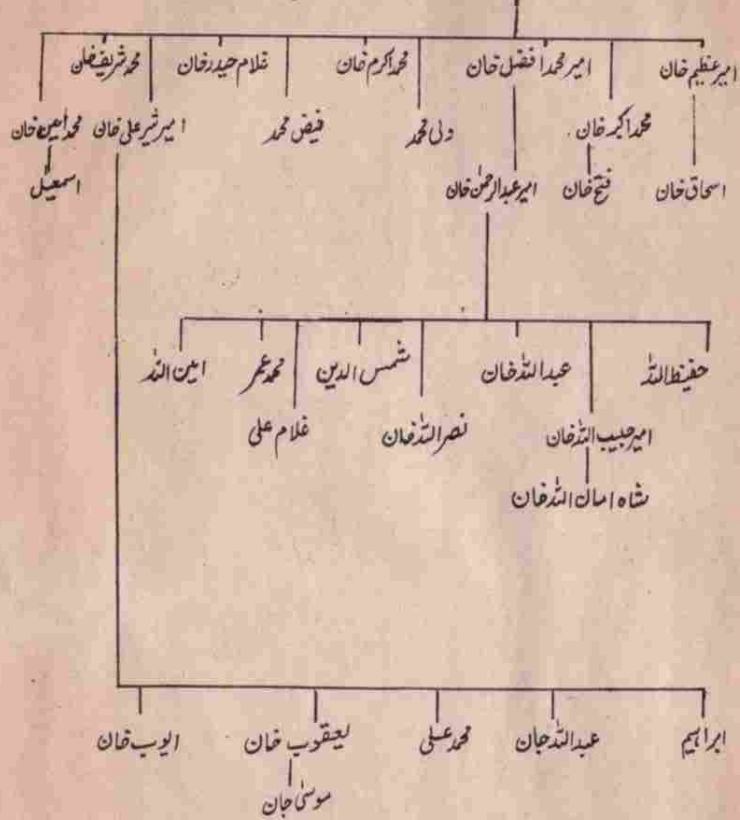 امیر عظیم خان امیر محمد افضل خان محمد اکرم خان غلام حیدر خان محمد شریف خان
محمد اکبر خان ولی محمد فیض محمد امیر شیر علی خان محمد امین خان
اسحاق خان فتح خان امیر عبدالرحمٰن خان اسمعیل
حفیظ اللہ عبداللہ خان شمس الدین محمد عمر امین اللہ
امیر حبیب اللہ خان نصر اللہ خان غلام علی
شاہ امان اللہ خان
ابراہیم عبداللہ جان محمد علی یعقوب خان ایوب خان
موسیٰ جان